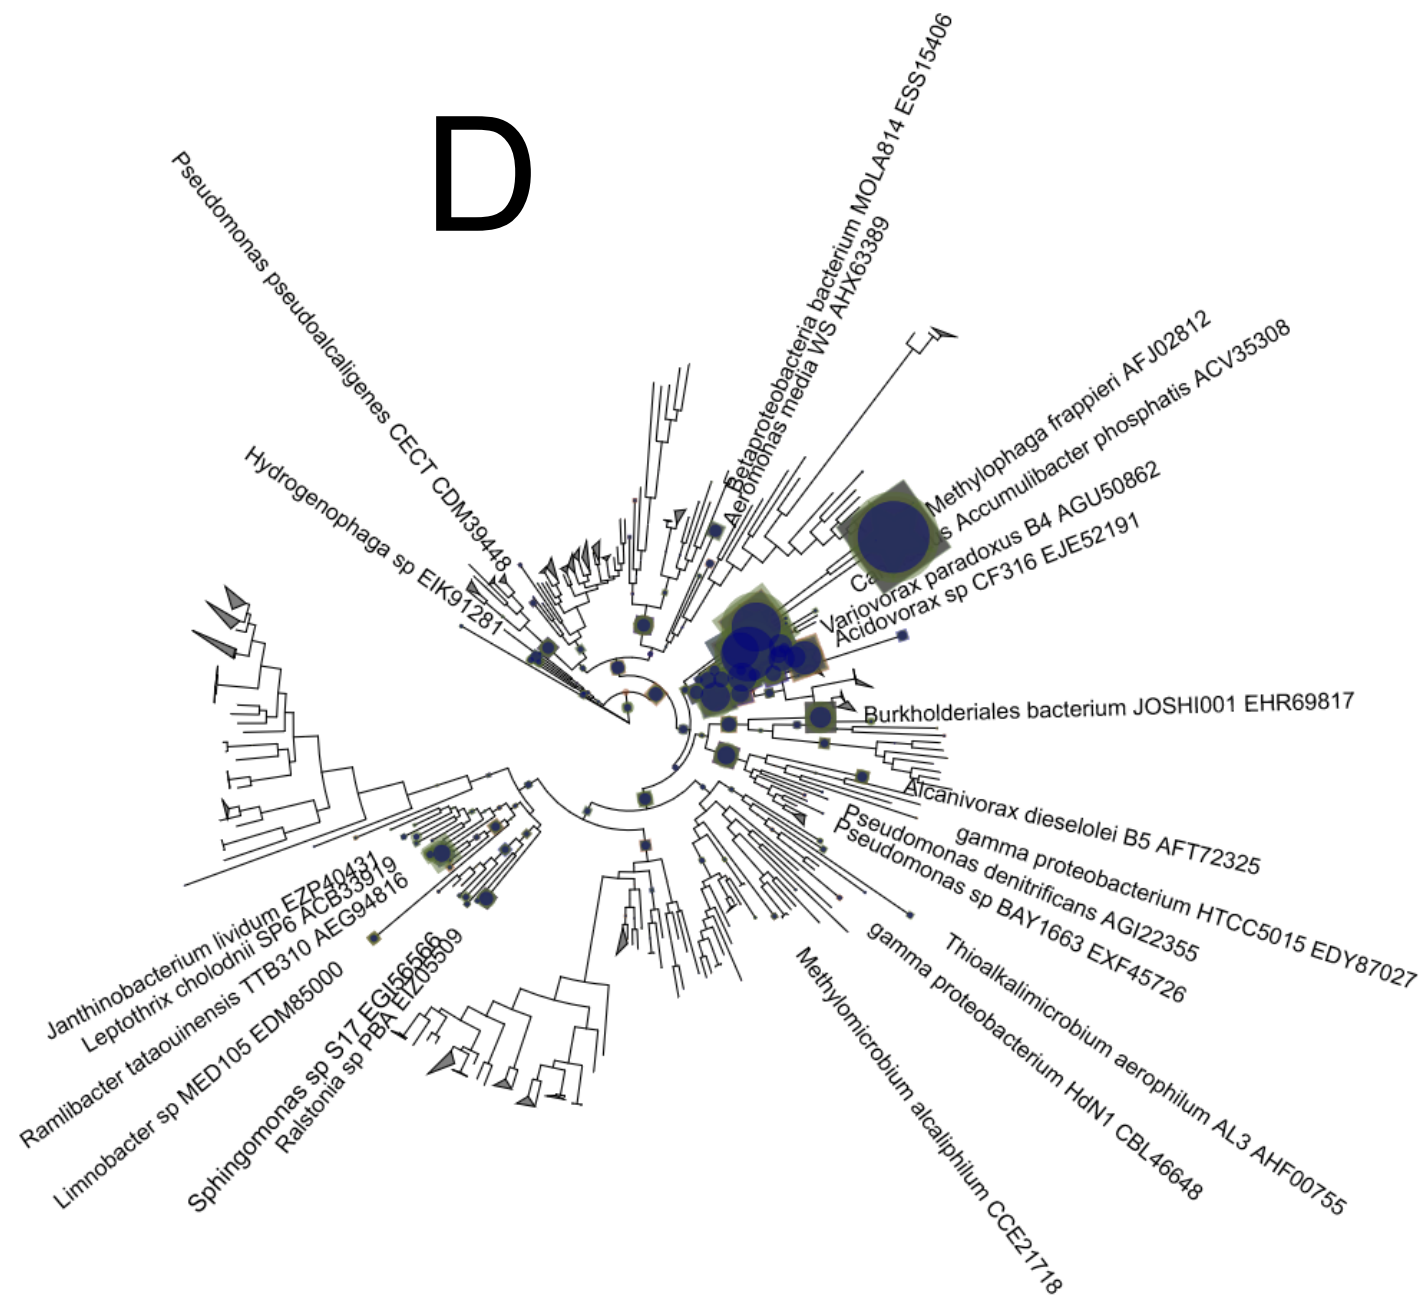 D
Betaproteobacteria bacterium MOLA814 ESS15406
Aeromonas media WS AHX63389
Pseudomonas pseudoalcaligenes CECT CDM39448
Hydrogenophaga sp EIK91281
Methylophaga frappieri AFJ02812
Ca s Accumulibacter phosphatis ACV35308
Variovorax paradoxus B4 AGU50862
Acidovorax sp CF316 EJE52191
Burkholderiales bacterium JOSHI001 EHR69817
Alcanivorax dieselolei B5 AFT72325
gamma proteobacterium HTCC5015 EDY87027
Pseudomonas denitrificans AGI22355
Pseudomonas sp BAY1663 EXF45726
Thioalkalimicrobium aerophilum AL3 AHF00755
gamma proteobacterium HdN1 CBL46648
Methylomicrobium alcaliphilum CCE21718
Janthinobacterium lividum EZP40431
Leptothrix cholodnii SP6 ACB33919
Ramlibacter tataouinensis TTB310 AEG94816
Limnobacter sp MED105 EDM85000
Sphingomonas sp S17 EGI56566
Ralstonia sp PBA EIZ05509